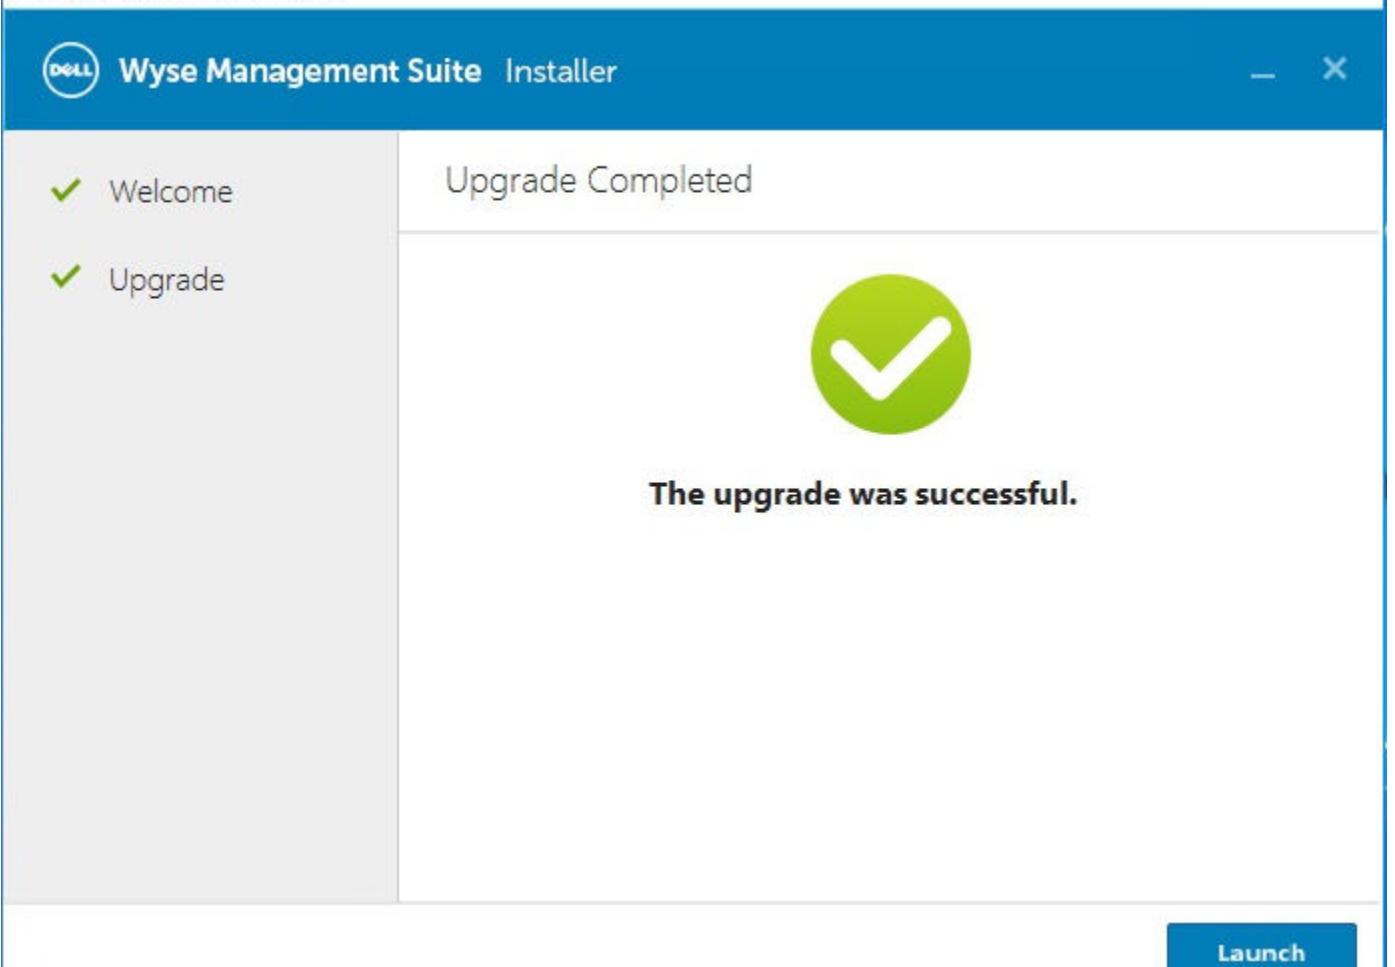 DELL Wyse Management Suite Installer
Welcome
Upgrade
Upgrade Completed
The upgrade was successful.
Launch